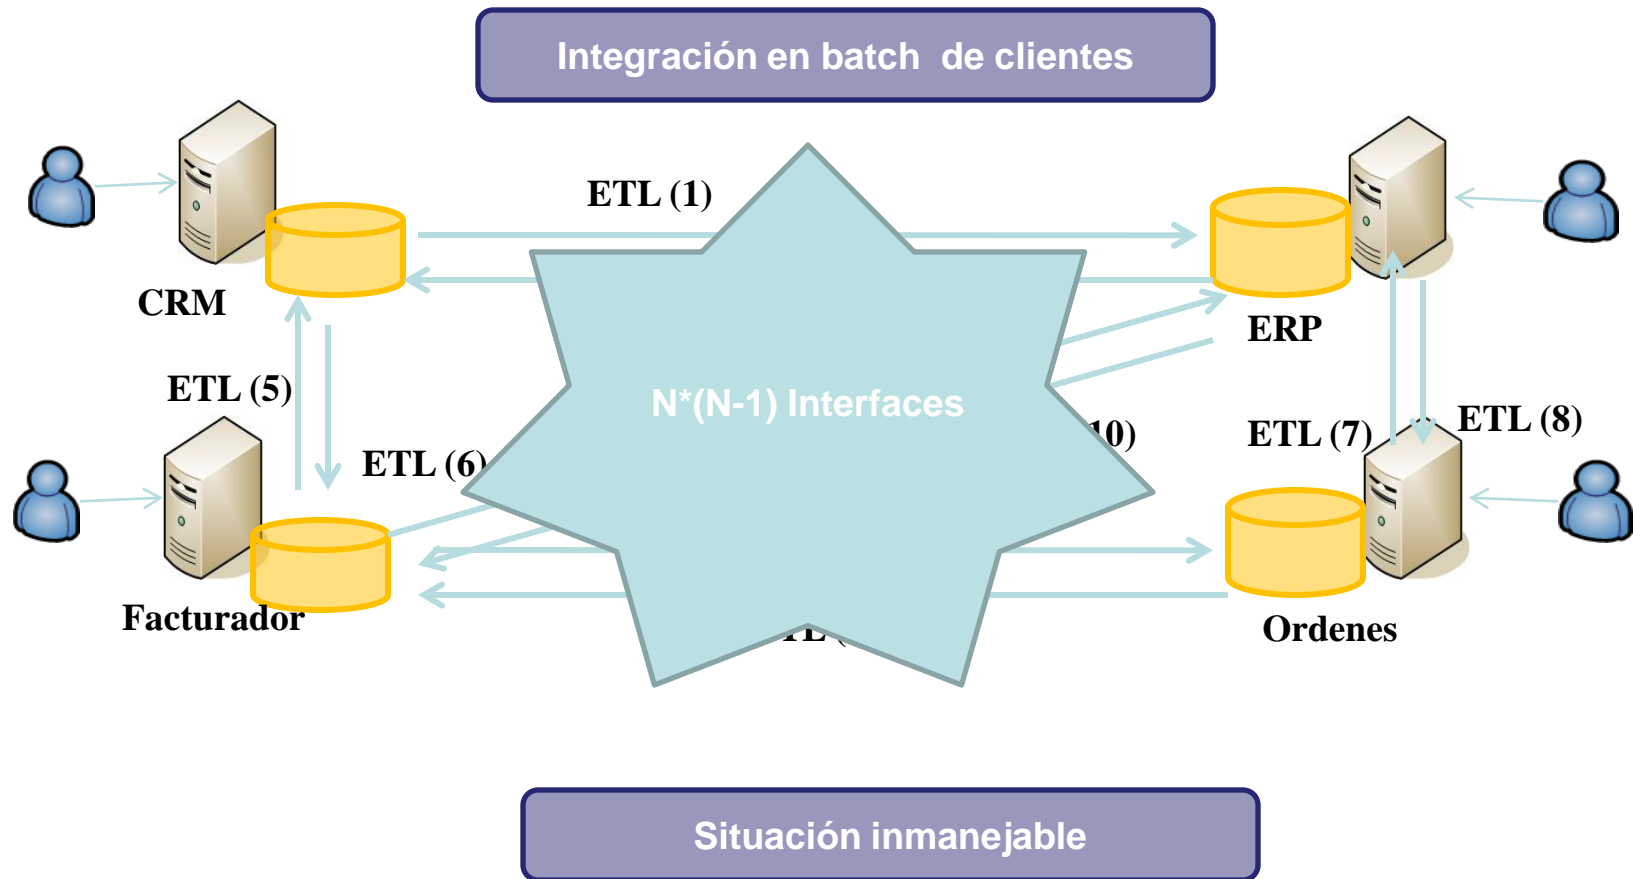 Integración en batch de clientes
ETL (1)
CRM
ERP
ETL (5)
N*(N-1) Interfaces
ETL (6)
10)
ETL (7)
ETL (8)
Facturador
Ordenes
Situación inmanejable